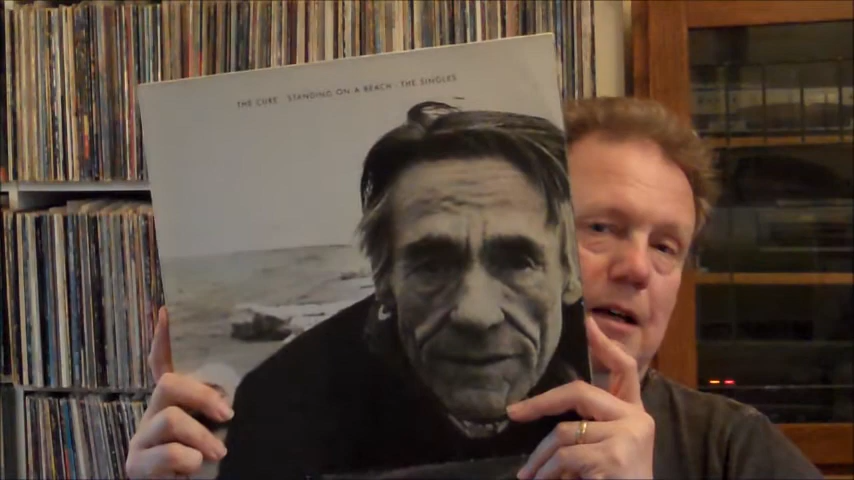 THE CURE · STANDING ON A BEACH · THE SINGLES